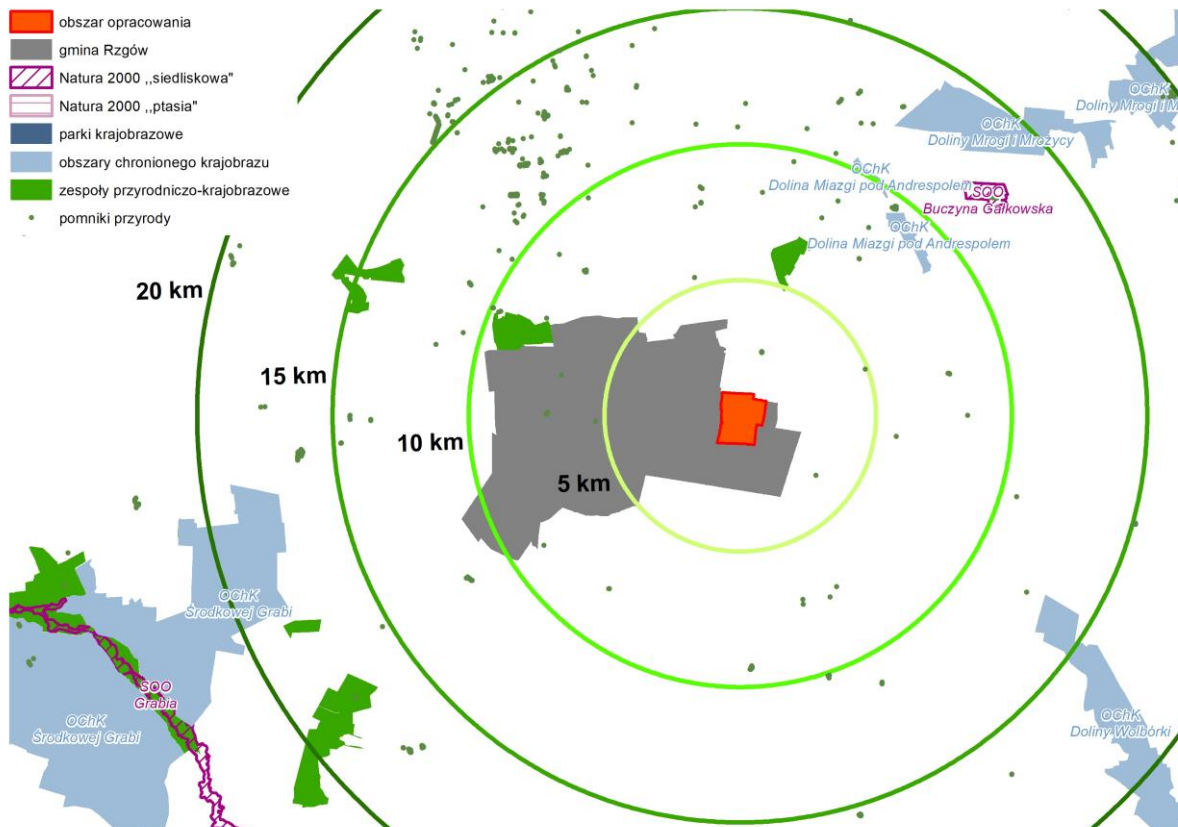 obszar opracowania
gmina Rzgów
Natura 2000 ,,siedliskowa"
Natura 2000 ,,ptasia"
parki krajobrazowe
obszary chronionego krajobrazu
zespoły przyrodniczo-krajobrazowe
pomniki przyrody
OChK
Doliny Mrogi i M
OChK
Doliny Mrogi i Mrożycy
OChK
Dolina Miazgi pod Andrespolem
SOO
Buczyna Gałkowska
OChK
Dolina Miazgi pod Andrespolem
20 km
15 km
10 km
5 km
OChK
Środkowej Grabi
SOO
Grabia
OChK
Środkowej Grabi
OChK
Doliny Wolbórki